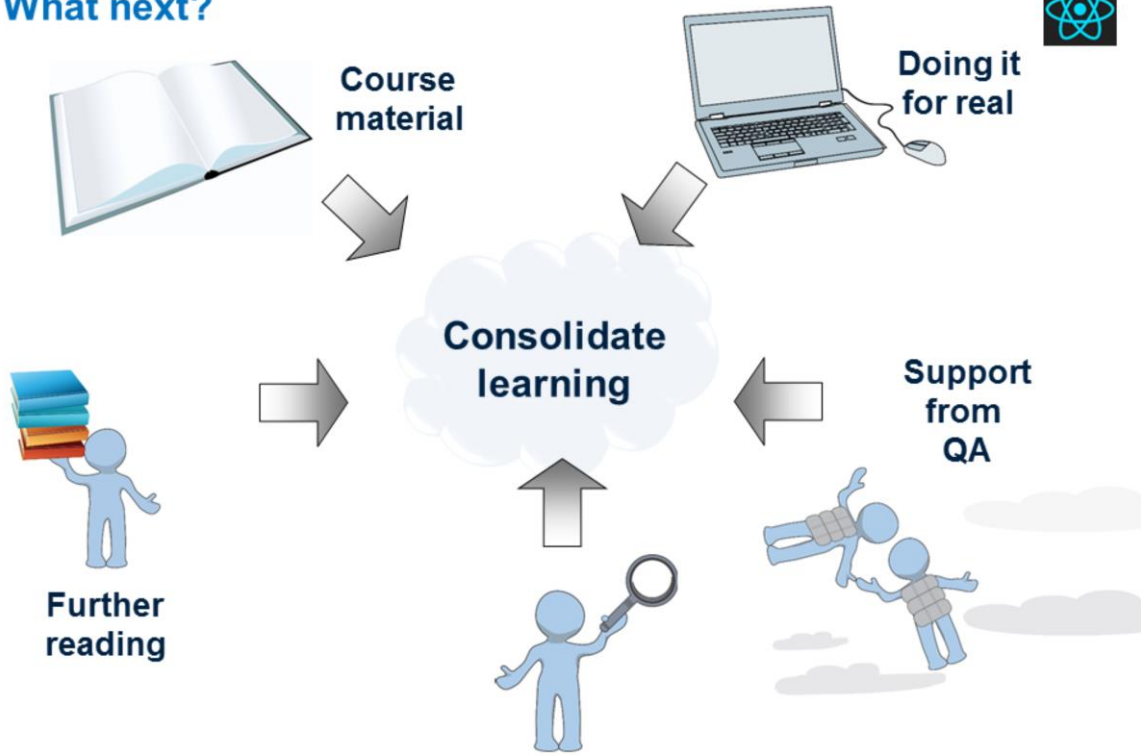 What next?
Course
material
Doing it
for real
Consolidate
learning
Support
from
QA
Further
reading